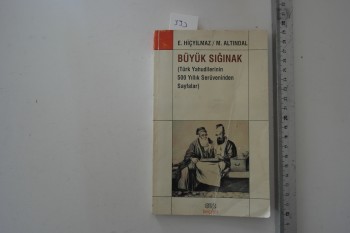 E. HİÇYILMAZ / M. ALTINDAL
BÜYÜK SIĞINAK
(Türk Yahudilerinin
500 Yıllık Serüveninden
Sayfalar)